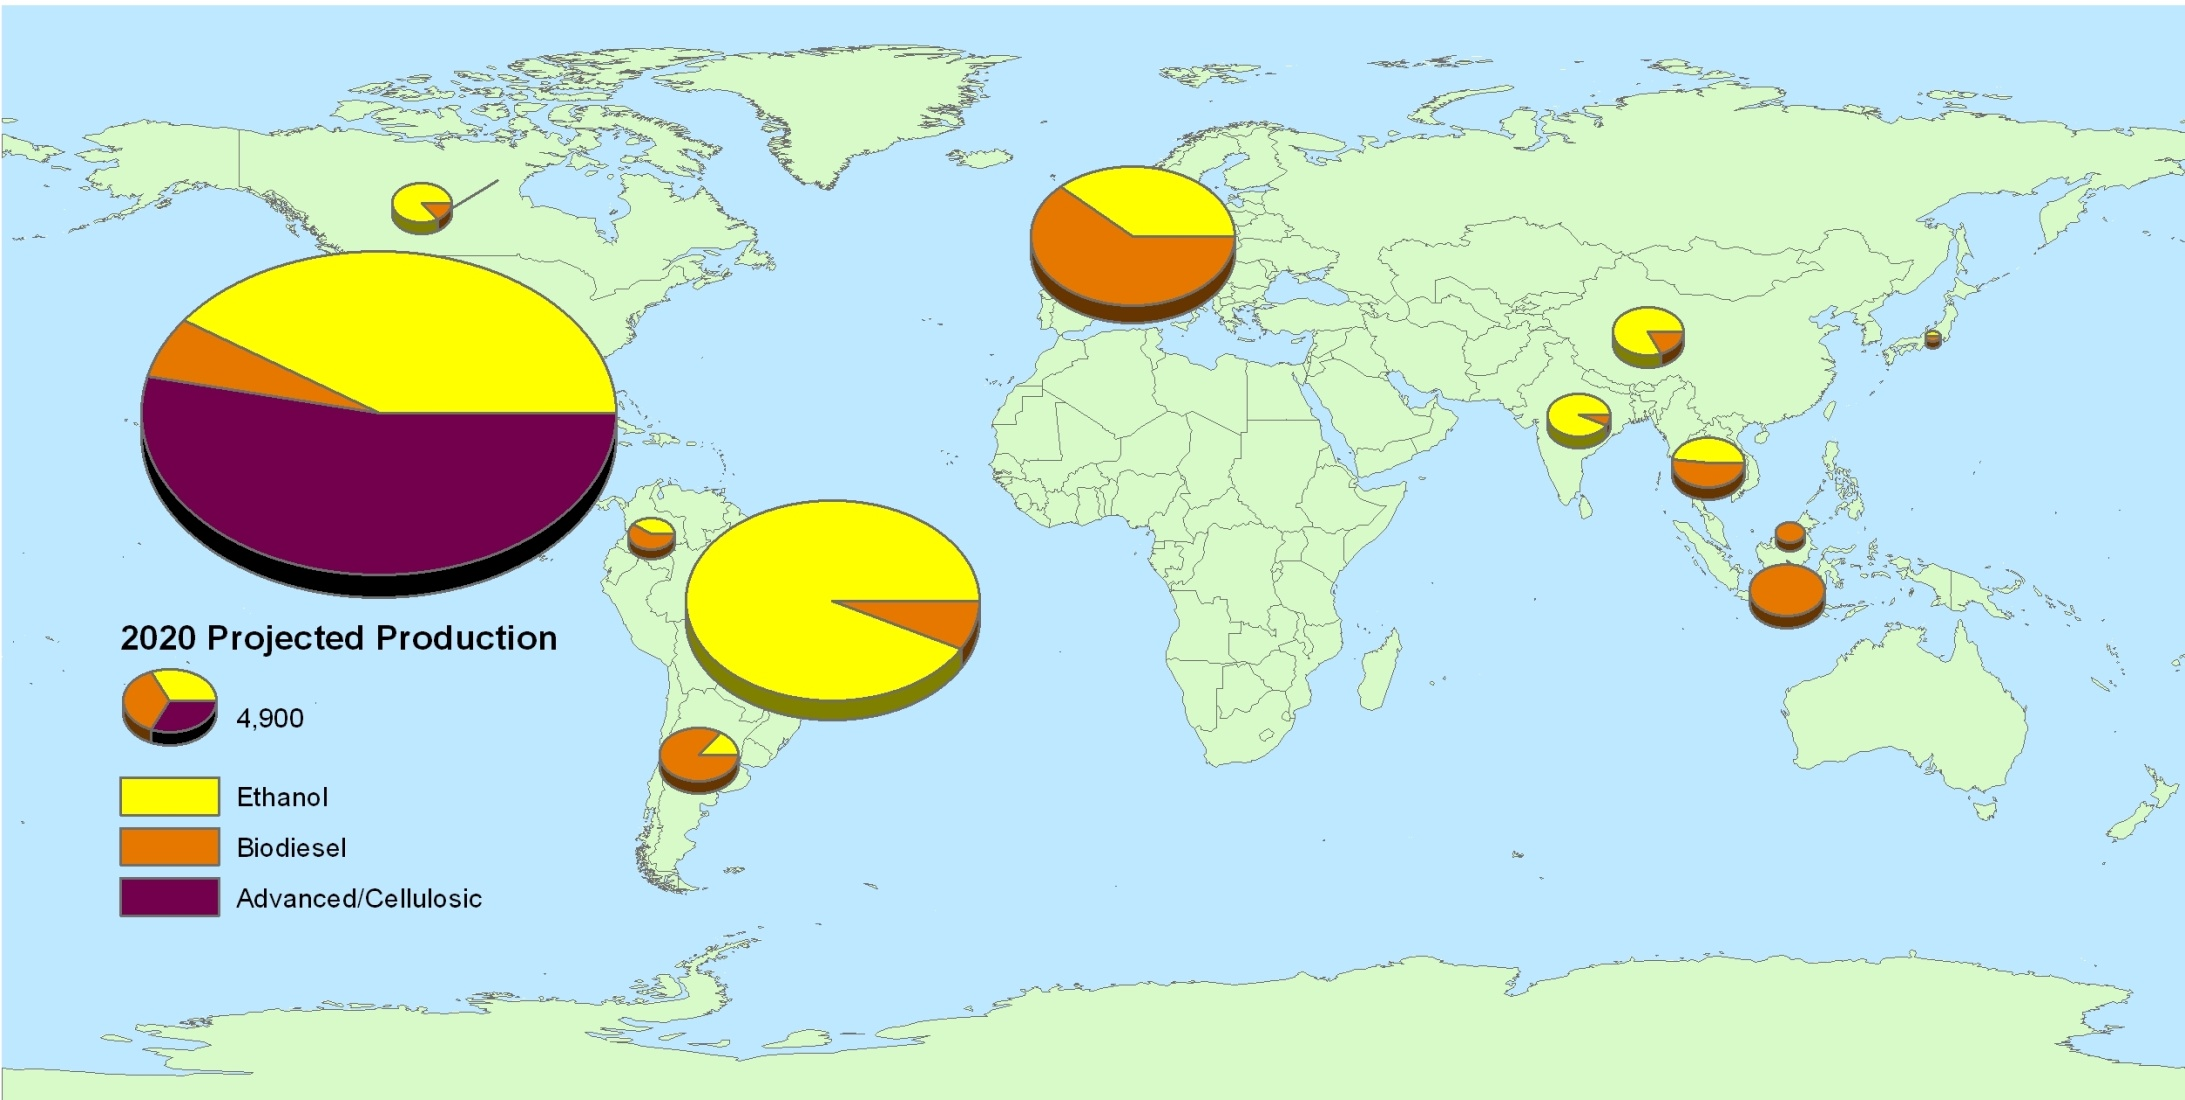 2020 Projected Production
4,900
Ethanol
Biodiesel
Advanced/Cellulosic